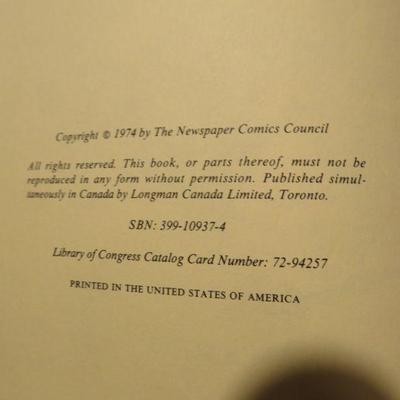 Copyright © 1974 by The Newspaper Comics Council
All rights reserved. This book, or parts thereof, must not be
reproduced in any form without permission. Published simul-
taneously in Canada by Longman Canada Limited, Toronto.
SBN: 399-10937-4
Library of Congress Catalog Card Number: 72-94257
PRINTED IN THE UNITED STATES OF AMERICA